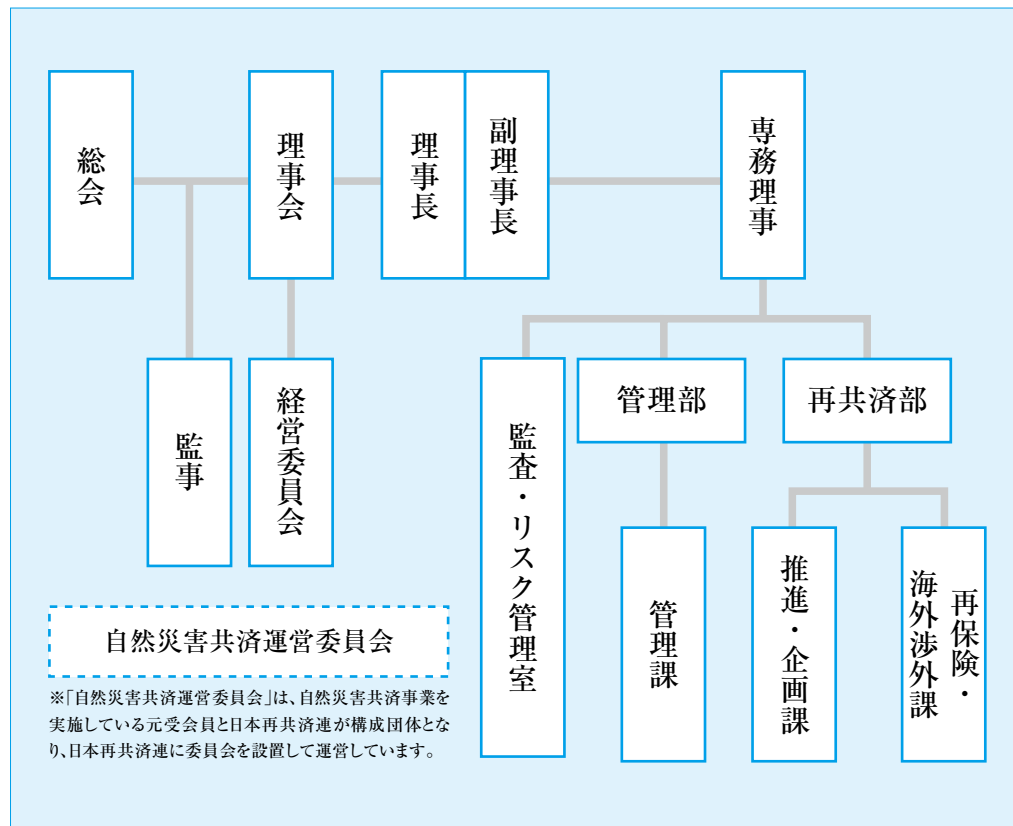 総会
理事会
理事長
副理事長
専務理事
監事
経営委員会
監査・リスク管理室
管理部
再共済部
管理課
推進・企画課
再保険・
海外渉外課
自然災害共済運営委員会
※「自然災害共済運営委員会」は、自然災害共済事業を
実施している元受会員と日本再共済連が構成団体とな
り、日本再共済連に委員会を設置して運営しています。